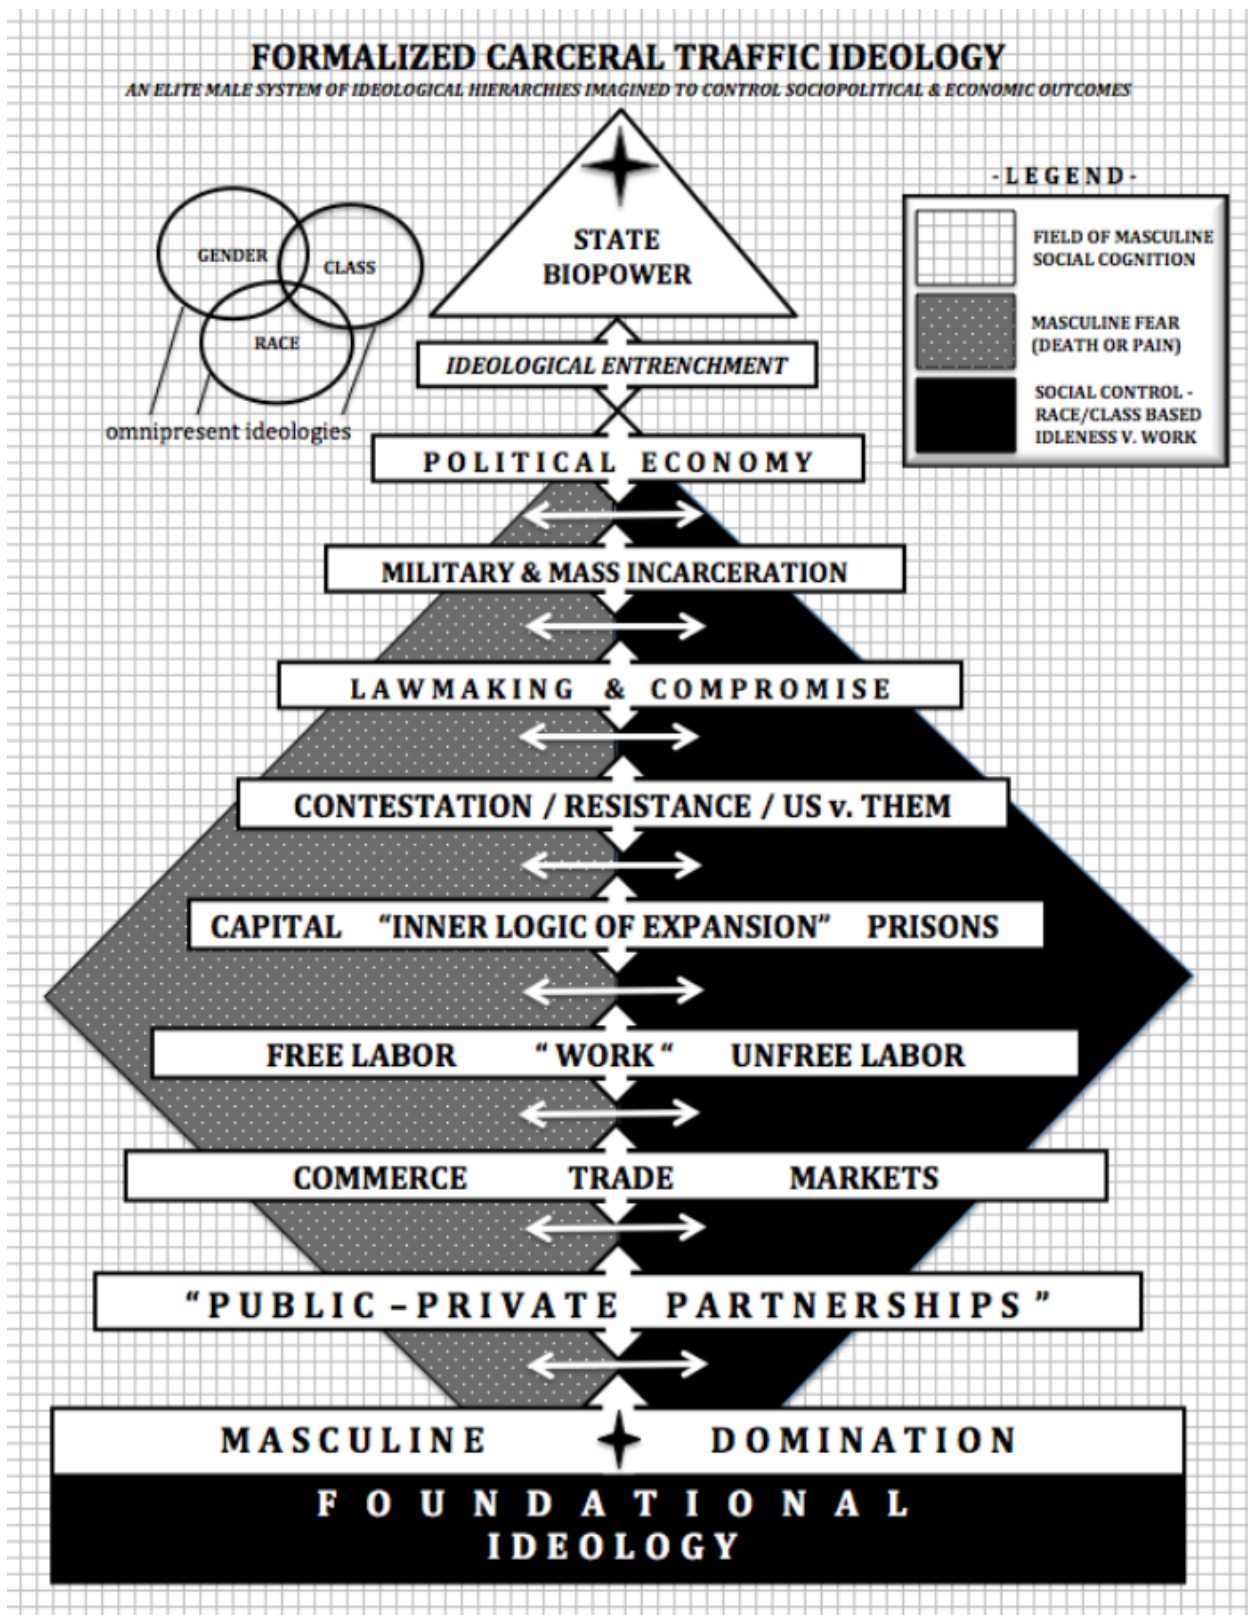 FORMALIZED CARCERAL TRAFFIC IDEOLOGY
AN ELITE MALE SYSTEM OF IDEOLOGICAL HIERARCHIES IMAGINED TO CONTROL SOCIOPOLITICAL & ECONOMIC OUTCOMES
STATE
BIOPOWER
GENDER
CLASS
RACE
omnipresent ideologies
-LEGEND-
FIELD OF MASCULINE
SOCIAL COGNITION
MASCULINE FEAR
(DEATH OR PAIN)
SOCIAL CONTROL -
RACE/CLASS BASED
IDLENESS V. WORK
IDEOLOGICAL ENTRENCHMENT
POLITICAL ECONOMY
MILITARY & MASS INCARCERATION
LAWMAKING & COMPROMISE
CONTESTATION / RESISTANCE / US v. THEM
CAPITAL “INNER LOGIC OF EXPANSION” PRISONS
FREE LABOR “ WORK “ UNFREE LABOR
COMMERCE TRADE MARKETS
“PUBLIC–PRIVATE PARTNERSHIPS”
MASCULINE DOMINATION
FOUNDATIONAL
IDEOLOGY